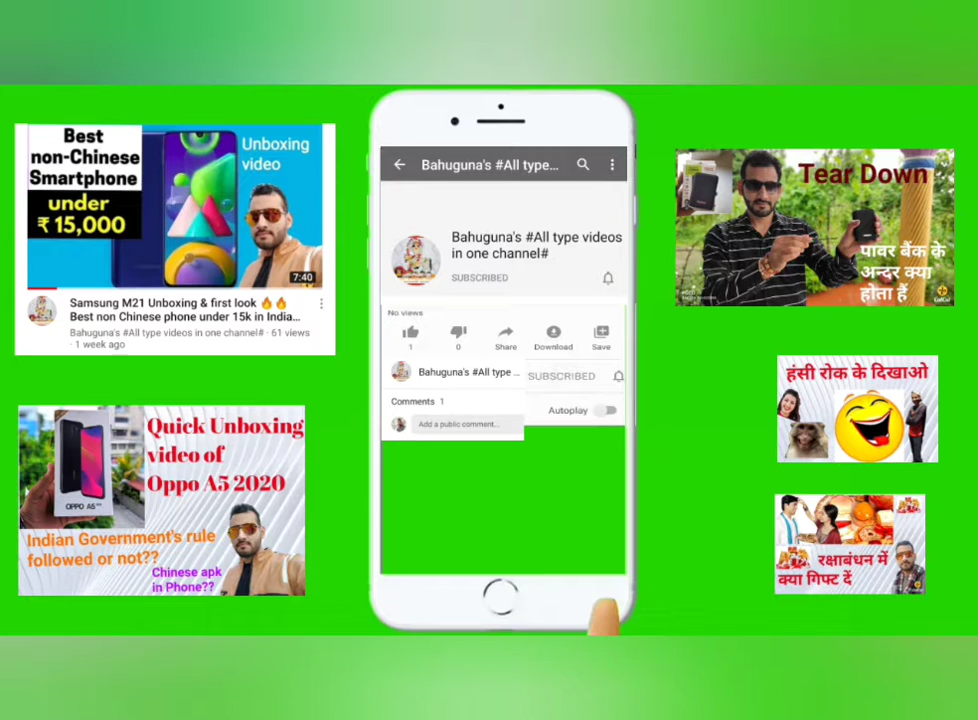 Best
non-Chinese
Smartphone
under
₹ 15,000
Unboxing
video
7:40
Samsung M21 Unboxing & first look 🔥🔥
Best non Chinese phone under 15k in India...
Bahuguna's #All type videos in one channel# · 61 views
· 1 week ago
Quick Unboxing
video of
Oppo A5 2020
OPPO A5
Indian Government's rule
followed or not??
Chinese apk
in Phone??
Bahuguna's #All type...
Bahuguna's #All type videos
in one channel#
SUBSCRIBED
No views
1
0
Share
Download
Save
Bahuguna's #All type ...
SUBSCRIBED
Comments 1
Autoplay
Add a public comment...
Tear Down
पावर बैंक के
अन्दर क्या
होता हैं
हंसी रोक के दिखाओ
रक्षाबंधन में
क्या गिफ्ट दें